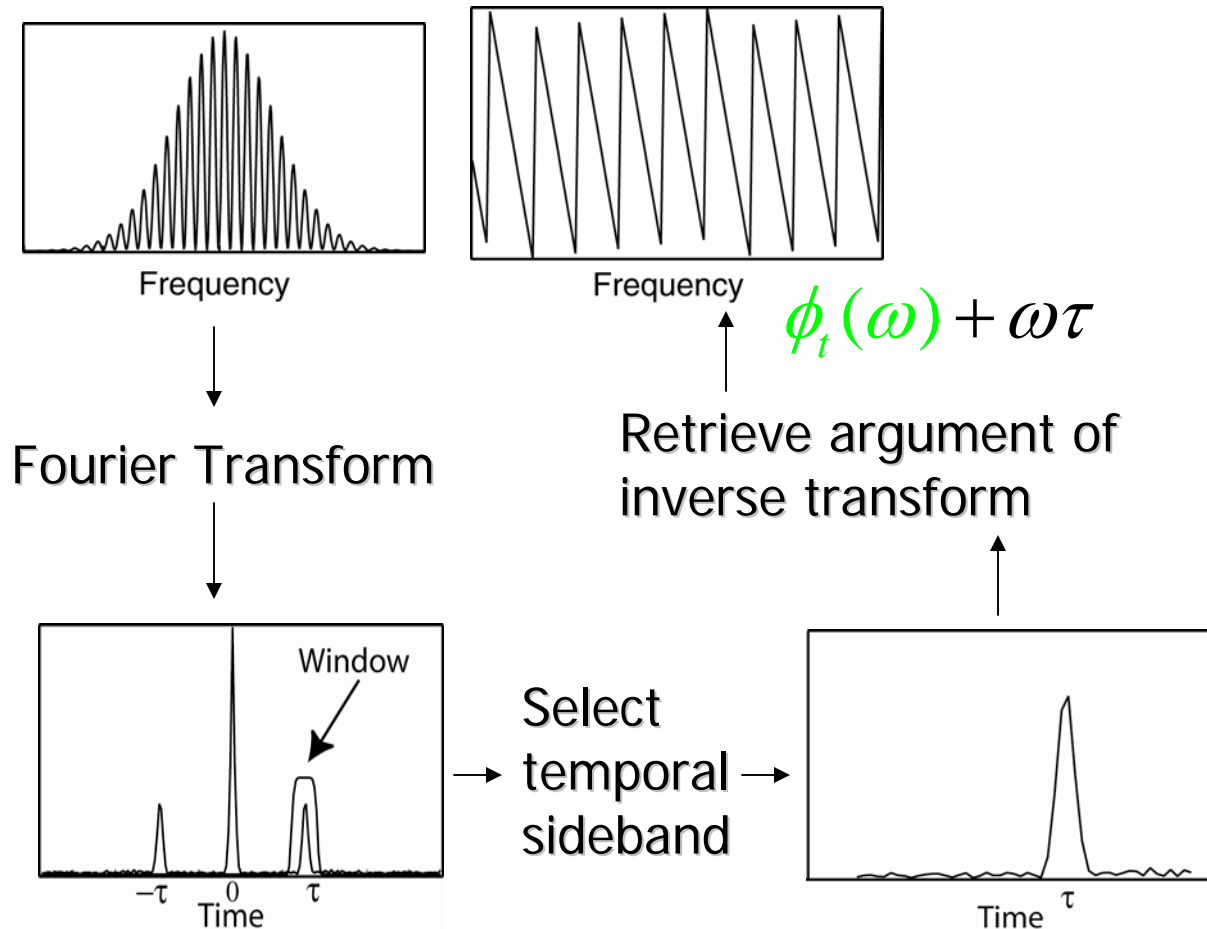 Frequency
Frequency
ϕt(ω) + ωτ
Fourier Transform
Retrieve argument of
inverse transform
Window
−τ 0 τ
Time
Select
temporal
sideband
τ
Time